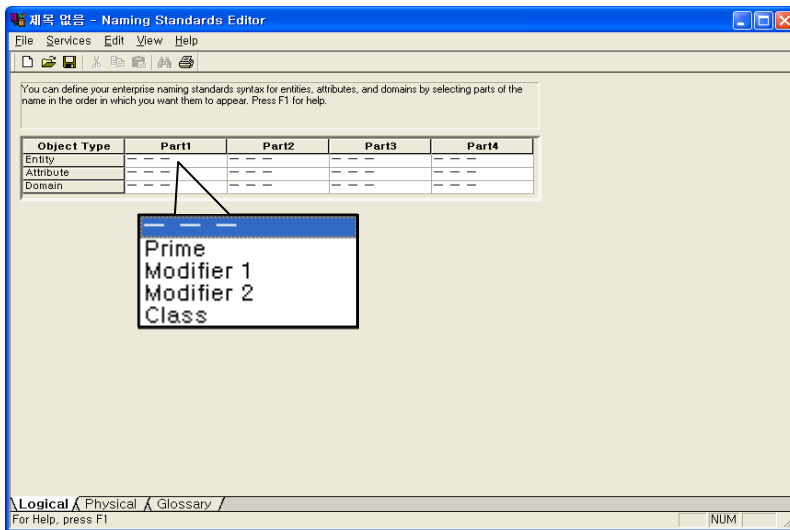 제목 없음 - Naming Standards Editor
File Services Edit View Help
You can define your enterprise naming standards syntax for entities, attributes, and domains by selecting parts of the
name in the order in which you want them to appear. Press F1 for help.
Object Type Part1 Part2 Part3 Part4
Entity — — — — — — — — — — — —
Attribute — — — — — — — — — — — —
Domain — — — — — — — — — — — —
— — —
Prime
Modifier 1
Modifier 2
Class
Logical Physical Glossary
For Help, press F1 NUM